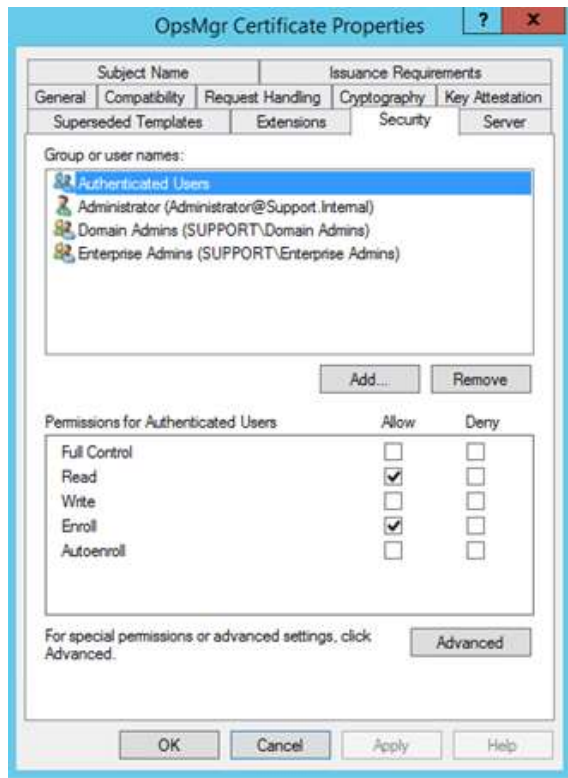 OpsMgr Certificate Properties ? x
Subject Name Issuance Requirements
General Compatibility Request Handling Cryptography Key Attestation
Superseded Templates Extensions Security Server
Group or user names:
Authenticated Users
Administrator (Administrator@Support.Internal)
Domain Admins (SUPPORT\Domain Admins)
Enterprise Admins (SUPPORT\Enterprise Admins)
Add... Remove
Permissions for Authenticated Users Allow Deny
Full Control
Read
Write
Enroll
Autoenroll
For special permissions or advanced settings, click
Advanced.
Advanced
OK Cancel Apply Help